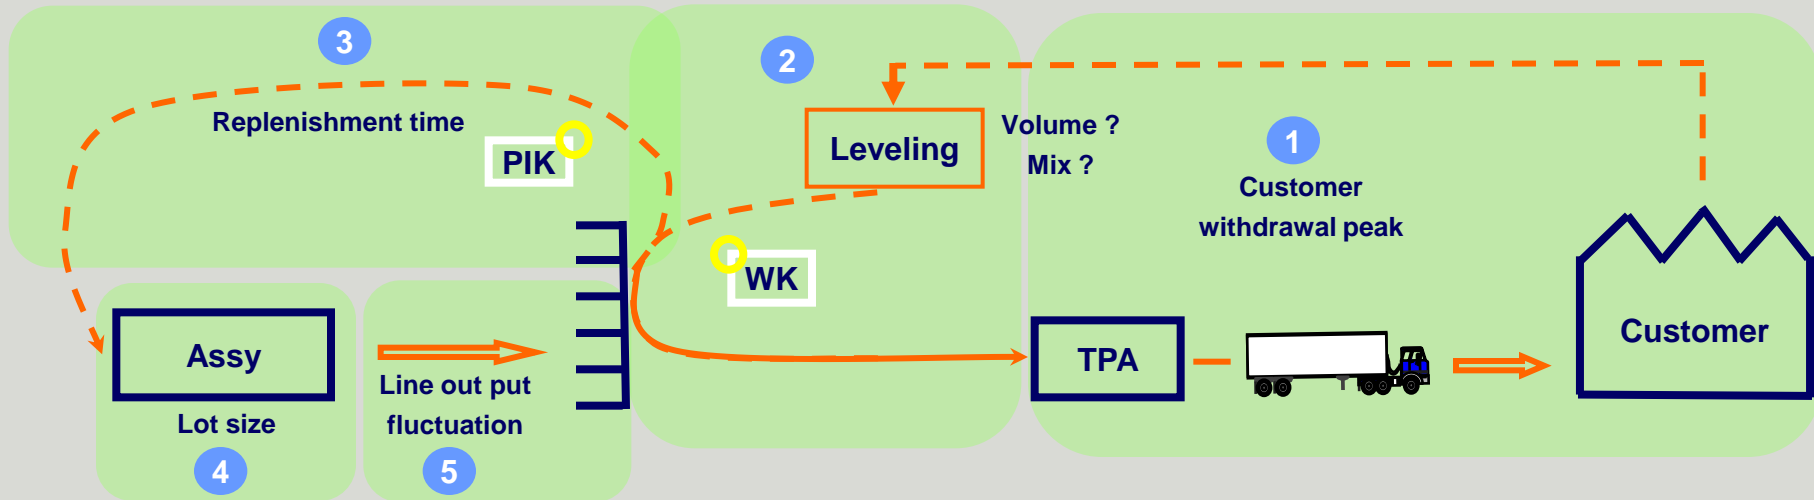 3
Replenishment time
PIK
2
Leveling
Volume ?
Mix ?
WK
1
Customer
withdrawal peak
Assy
Lot size
4
Line out put
fluctuation
5
TPA
Customer